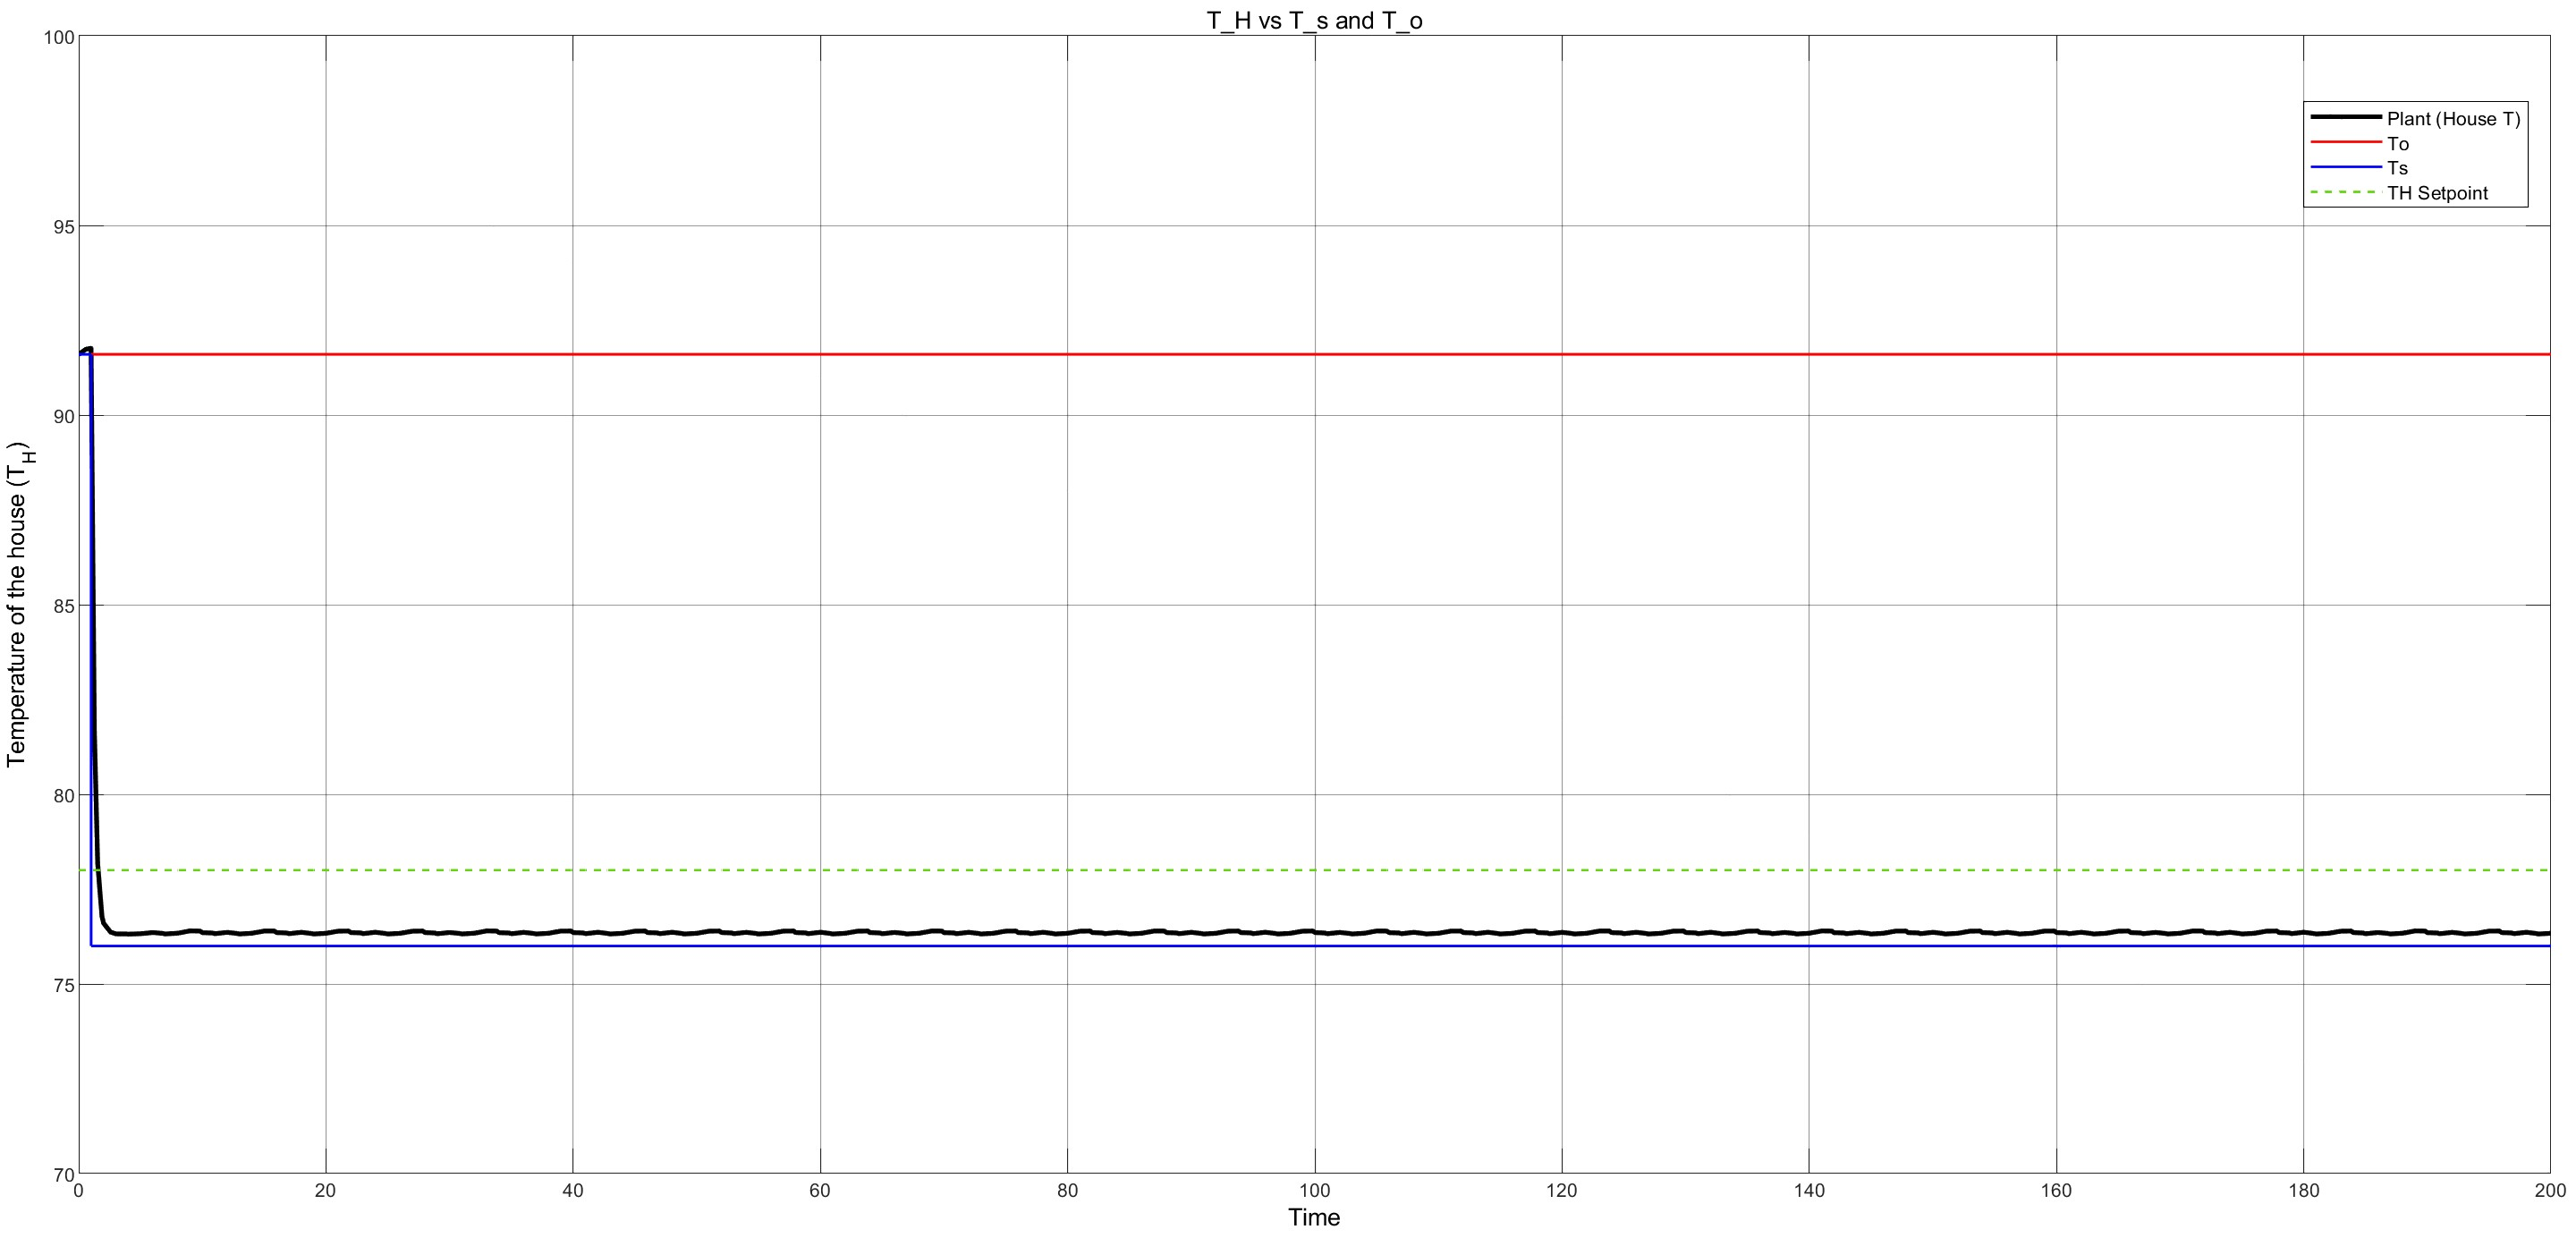 T_H vs T_s and T_o
100
95
90
85
80
75
70
Temperature of the house (T_H)
Plant (House T)
To
Ts
TH Setpoint
0 20 40 60 80 100 120 140 160 180 200
Time